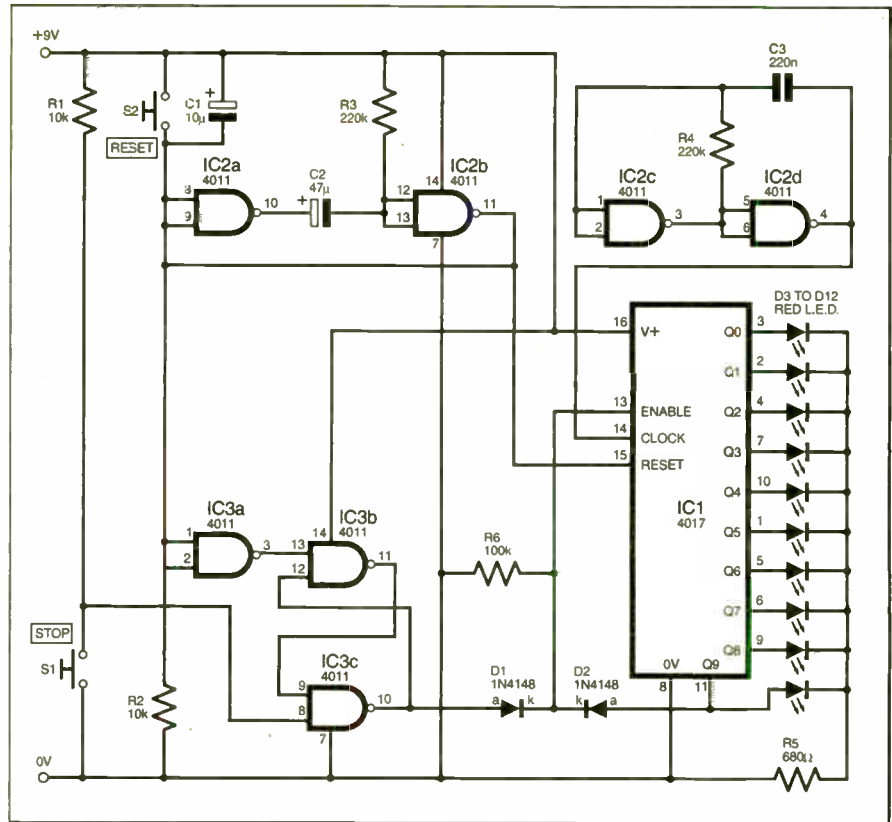 +9V
R1
10k
S2
RESET
+
C1
10µ
R3
220k
C3
220n
R4
220k
IC2a
4011
8
9
10
C2
47µ
+
IC2b
4011
14
12
13
11
7
IC2c
4011
1
2
3
IC2d
4011
5
6
4
D3 TO D12
RED L.E.D.
16
V+
Q0
3
Q1
2
13
ENABLE
Q2
4
14
CLOCK
Q3
7
15
RESET
Q4
10
IC1
4017
Q5
1
Q6
5
Q7
6
Q8
9
0V
Q9
8
11
IC3a
4011
1
2
3
IC3b
4011
14
13
12
11
R6
100k
STOP
S1
R2
10k
IC3c
4011
9
8
10
7
D1
1N4148
a
k
D2
1N4148
k
a
R5
680Ω
0V